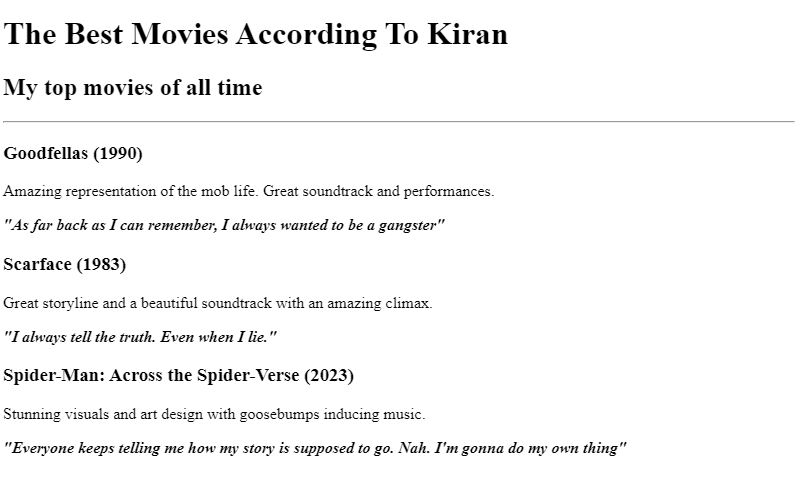 The Best Movies According To Kiran
My top movies of all time
Goodfellas (1990)
Amazing representation of the mob life. Great soundtrack and performances.
"As far back as I can remember, I always wanted to be a gangster"
Scarface (1983)
Great storyline and a beautiful soundtrack with an amazing climax.
"I always tell the truth. Even when I lie."
Spider-Man: Across the Spider-Verse (2023)
Stunning visuals and art design with goosebumps inducing music.
"Everyone keeps telling me how my story is supposed to go. Nah. I'm gonna do my own thing"